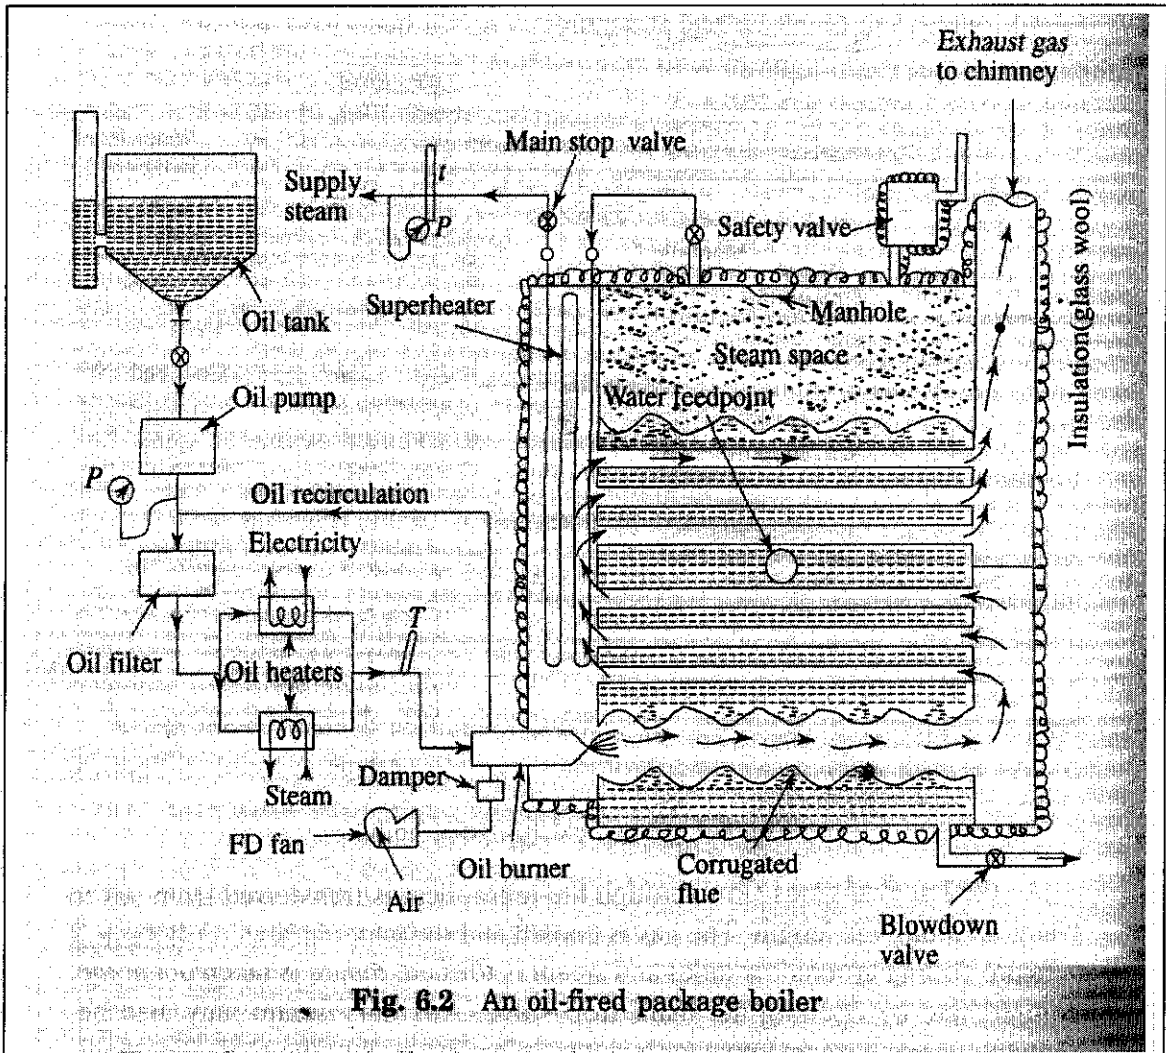 Exhaust gas
to chimney
Main stop valve
Supply
steam
t
P
Safety valve
Insulation(glass wool)
Oil tank
Superheater
Manhole
Steam space
Water feedpoint
Oil pump
P
Oil recirculation
Electricity
T
Oil filter
Oil heaters
Steam
Damper
FD fan
Air
Oil burner
Corrugated
flue
Blowdown
valve
Fig. 6.2 An oil-fired package boiler